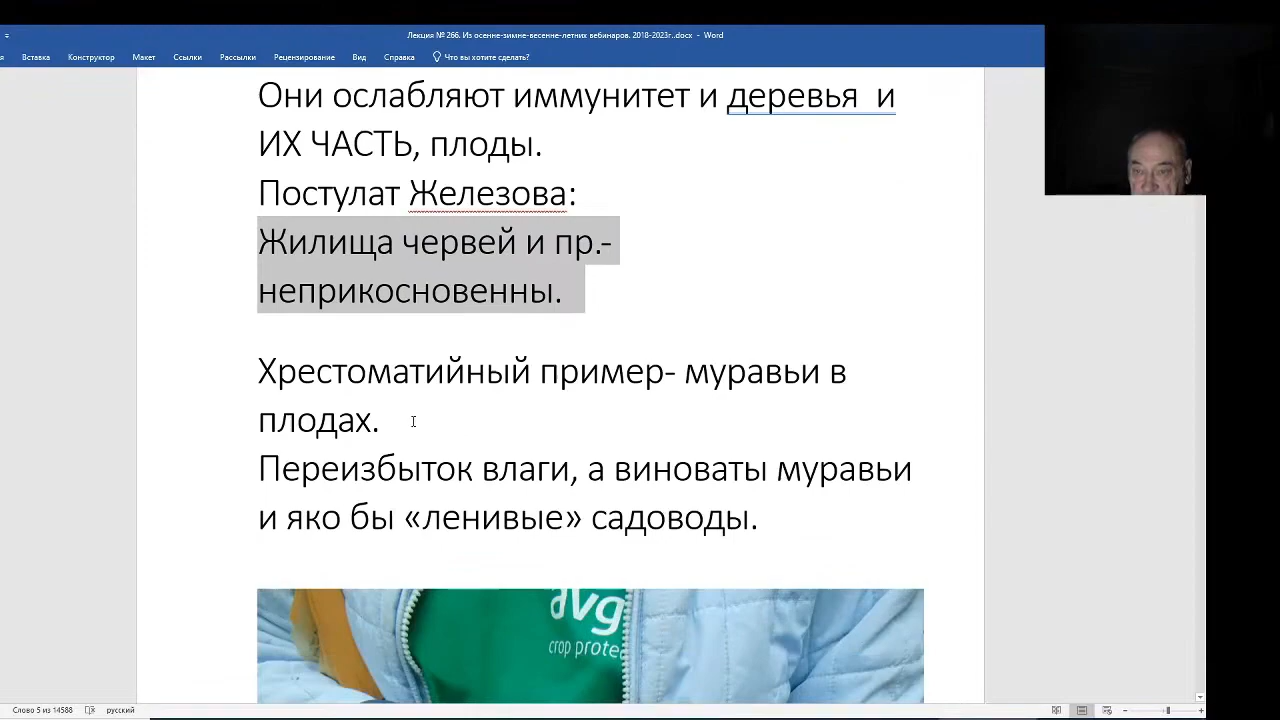 Лекция № 266. Из осенне-зимне-весенне-летних вебинаров. 2018-2023г..docx - Word
я Вставка Конструктор Макет Ссылки Рассылки Рецензирование Вид Справка Что вы хотите сделать?
Они ослабляют иммунитет и деревья и
ИХ ЧАСТЬ, плоды.
Постулат Железова:
Жилища червей и пр.-
неприкосновенны.
Хрестоматийный пример- муравьи в
плодах.
Переизбыток влаги, а виноваты муравьи
и яко бы «ленивые» садоводы.
avg
crop prote
Слово 5 из 14588 русский